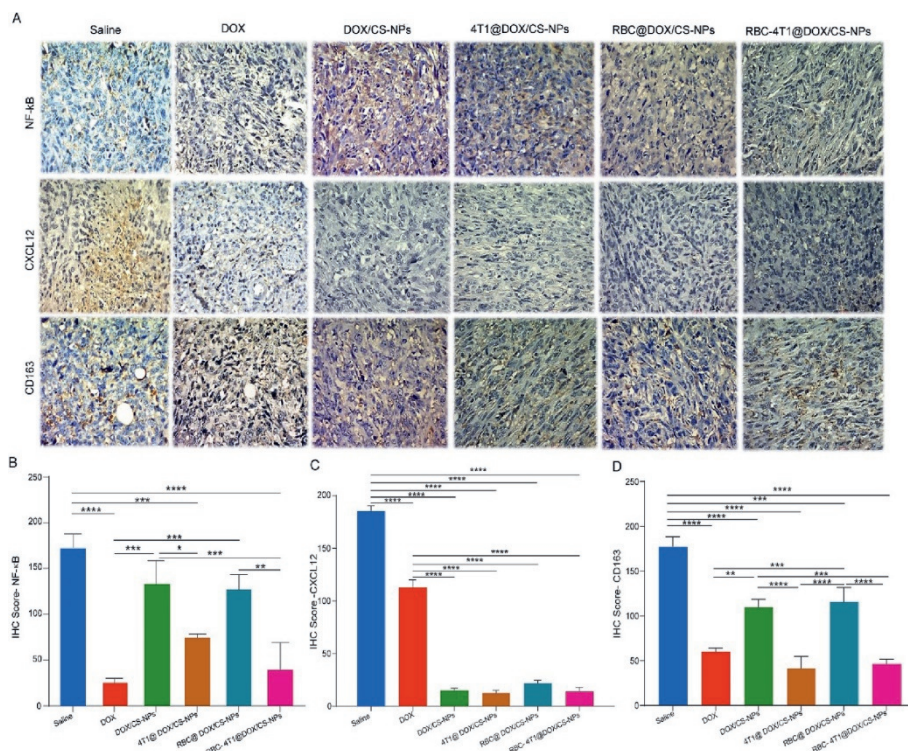 A
Saline DOX DOX/CS-NPs 4T1@DOX/CS-NPs RBC@DOX/CS-NPs RBC-4T1@DOX/CS-NPs
NF-kB
CXCL12
CD163
B
IHC Score- NF-κB
250
200
150
100
50
0
****
***
****
***
*** *
***
**
Saline DOX DOX/CS-NPs 4T1@ DOX/CS-NPs RBC@ DOX/CS-NPs RBC- 4T1@DOX/CS-NPs
C
IHC Score -CXCL12
200
150
100
50
0
****
****
****
****
****
****
****
****
****
Saline DOX DOX/CS-NPs 4T1@ DOX/CS-NPs RBC@ DOX/CS-NPs RBC- 4T1@DOX/CS-NPs
D
IHC Score- CD163
250
200
150
100
50
0
****
***
****
****
****
***
** ***
**** **** ****
Saline DOX DOX/CS-NPs 4T1@ DOX/CS-NPs RBC@ DOX/CS-NPs RBC- 4T1@DOX/CS-NPs